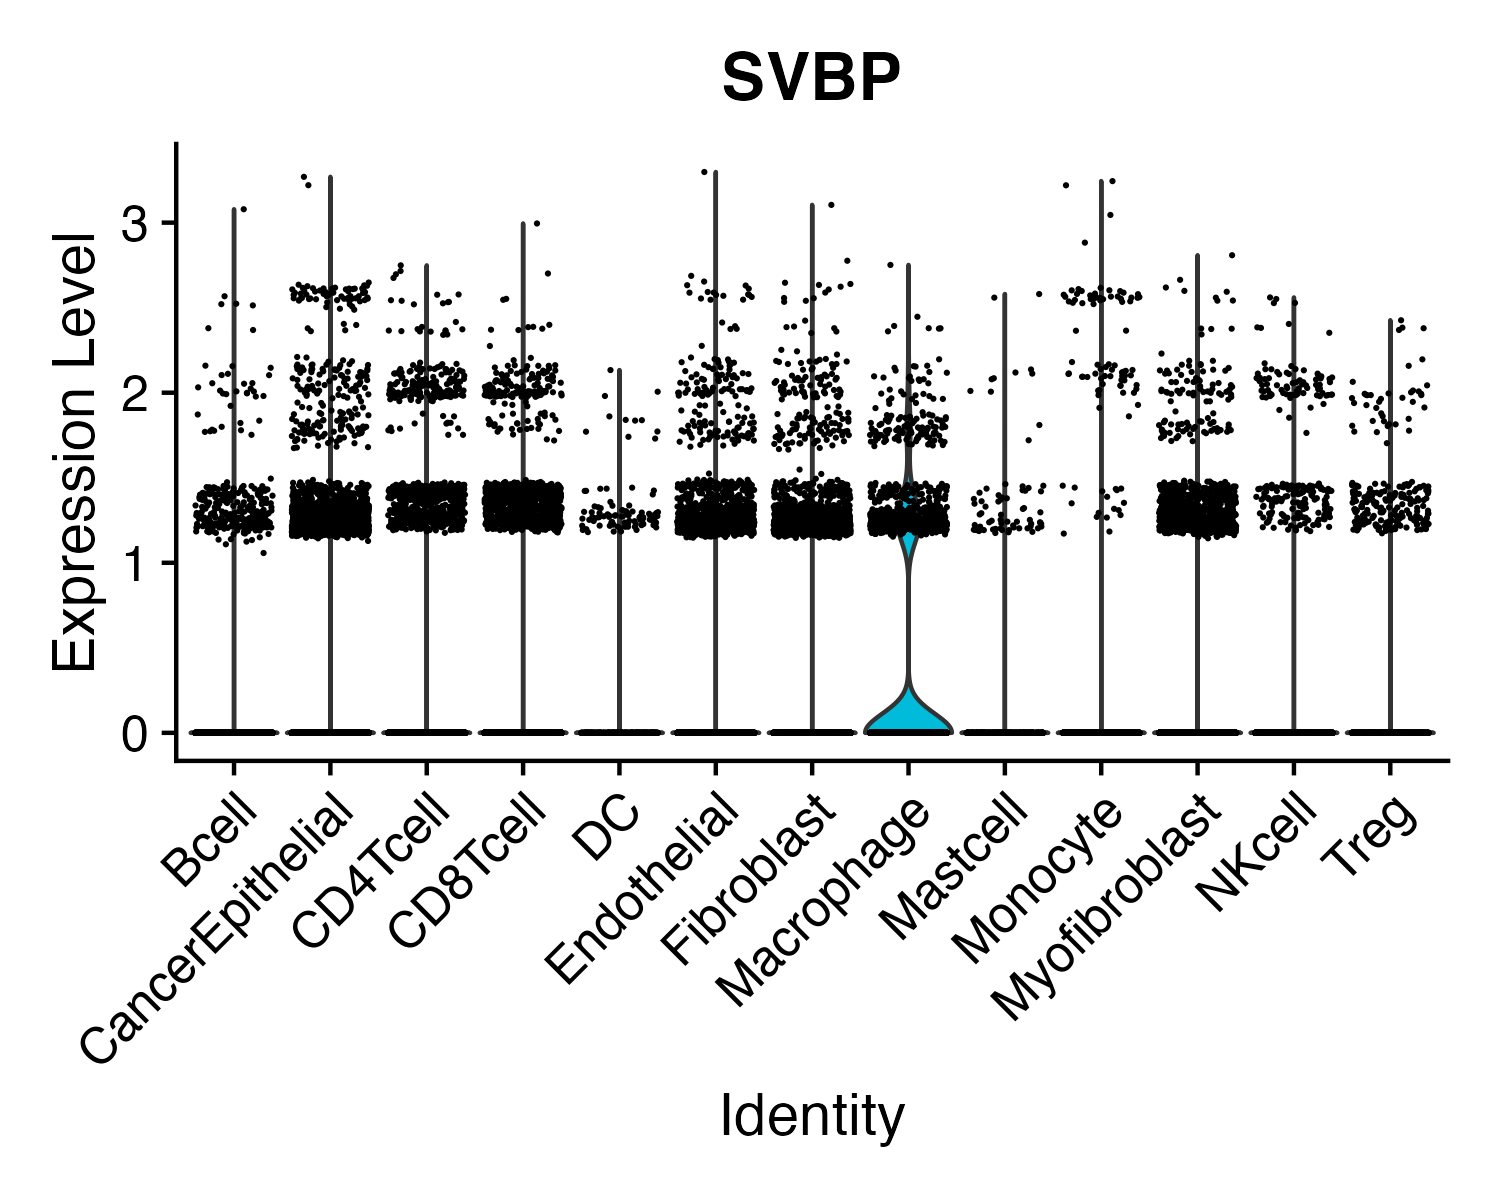 SVBP
Expression Level
3
2
1
0
Bcell
CancerEpithelial
CD4Tcell
CD8Tcell
DC
Endothelial
Fibroblast
Macrophage
Mastcell
Monocyte
Myofibroblast
NKcell
Treg
Identity